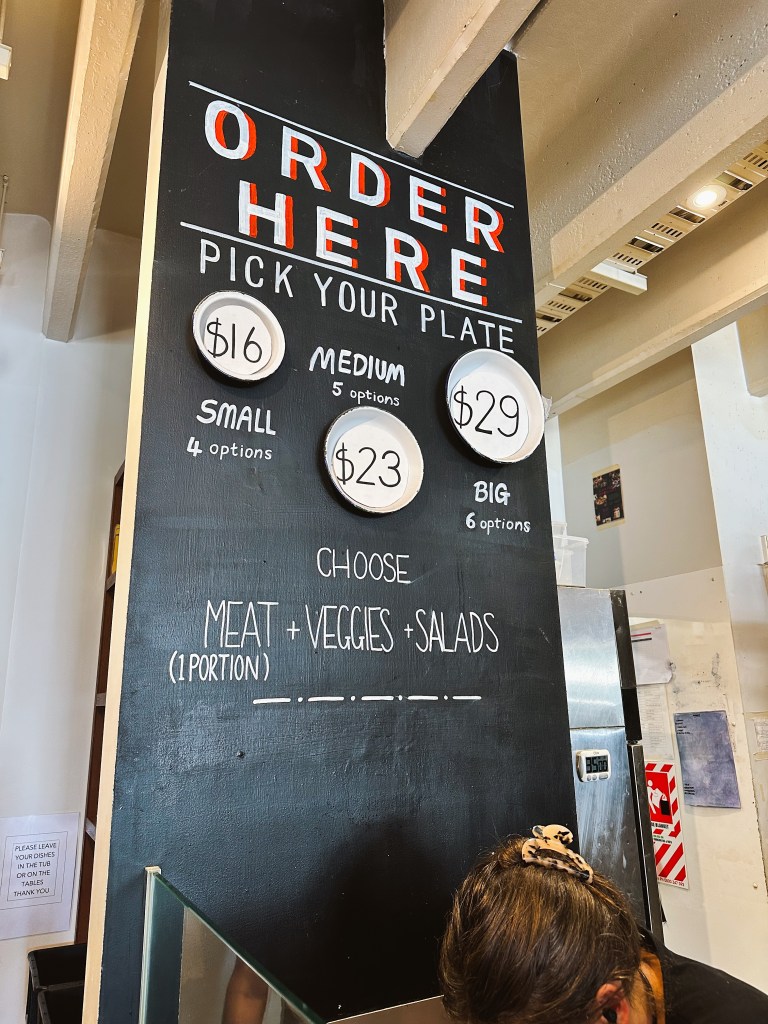 ORDER
HERE
PICK YOUR PLATE
$16
SMALL
4 options
MEDIUM
5 options
$23
$29
BIG
6 options
CHOOSE
MEAT + VEGGIES + SALADS
(1 PORTION)
PLEASE LEAVE
YOUR DISHES
IN THE TUB
OR ON THE
TABLES
THANK YOU